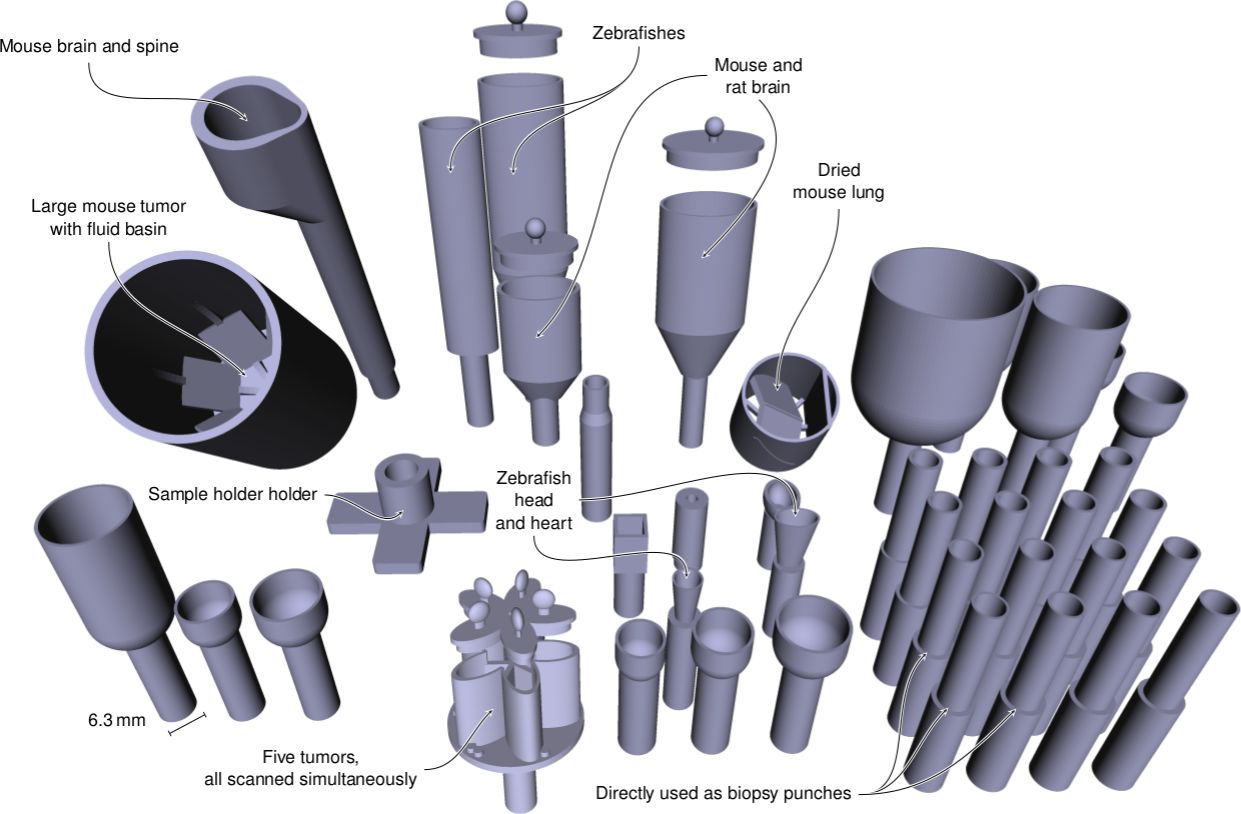 Zebrafishes
Mouse brain and spine
Mouse and
rat brain
Dried
mouse lung
Large mouse tumor
with fluid basin
Sample holder holder
Zebrafish
head
and heart
6.3 mm
Five tumors,
all scanned simultaneously
Directly used as biopsy punches